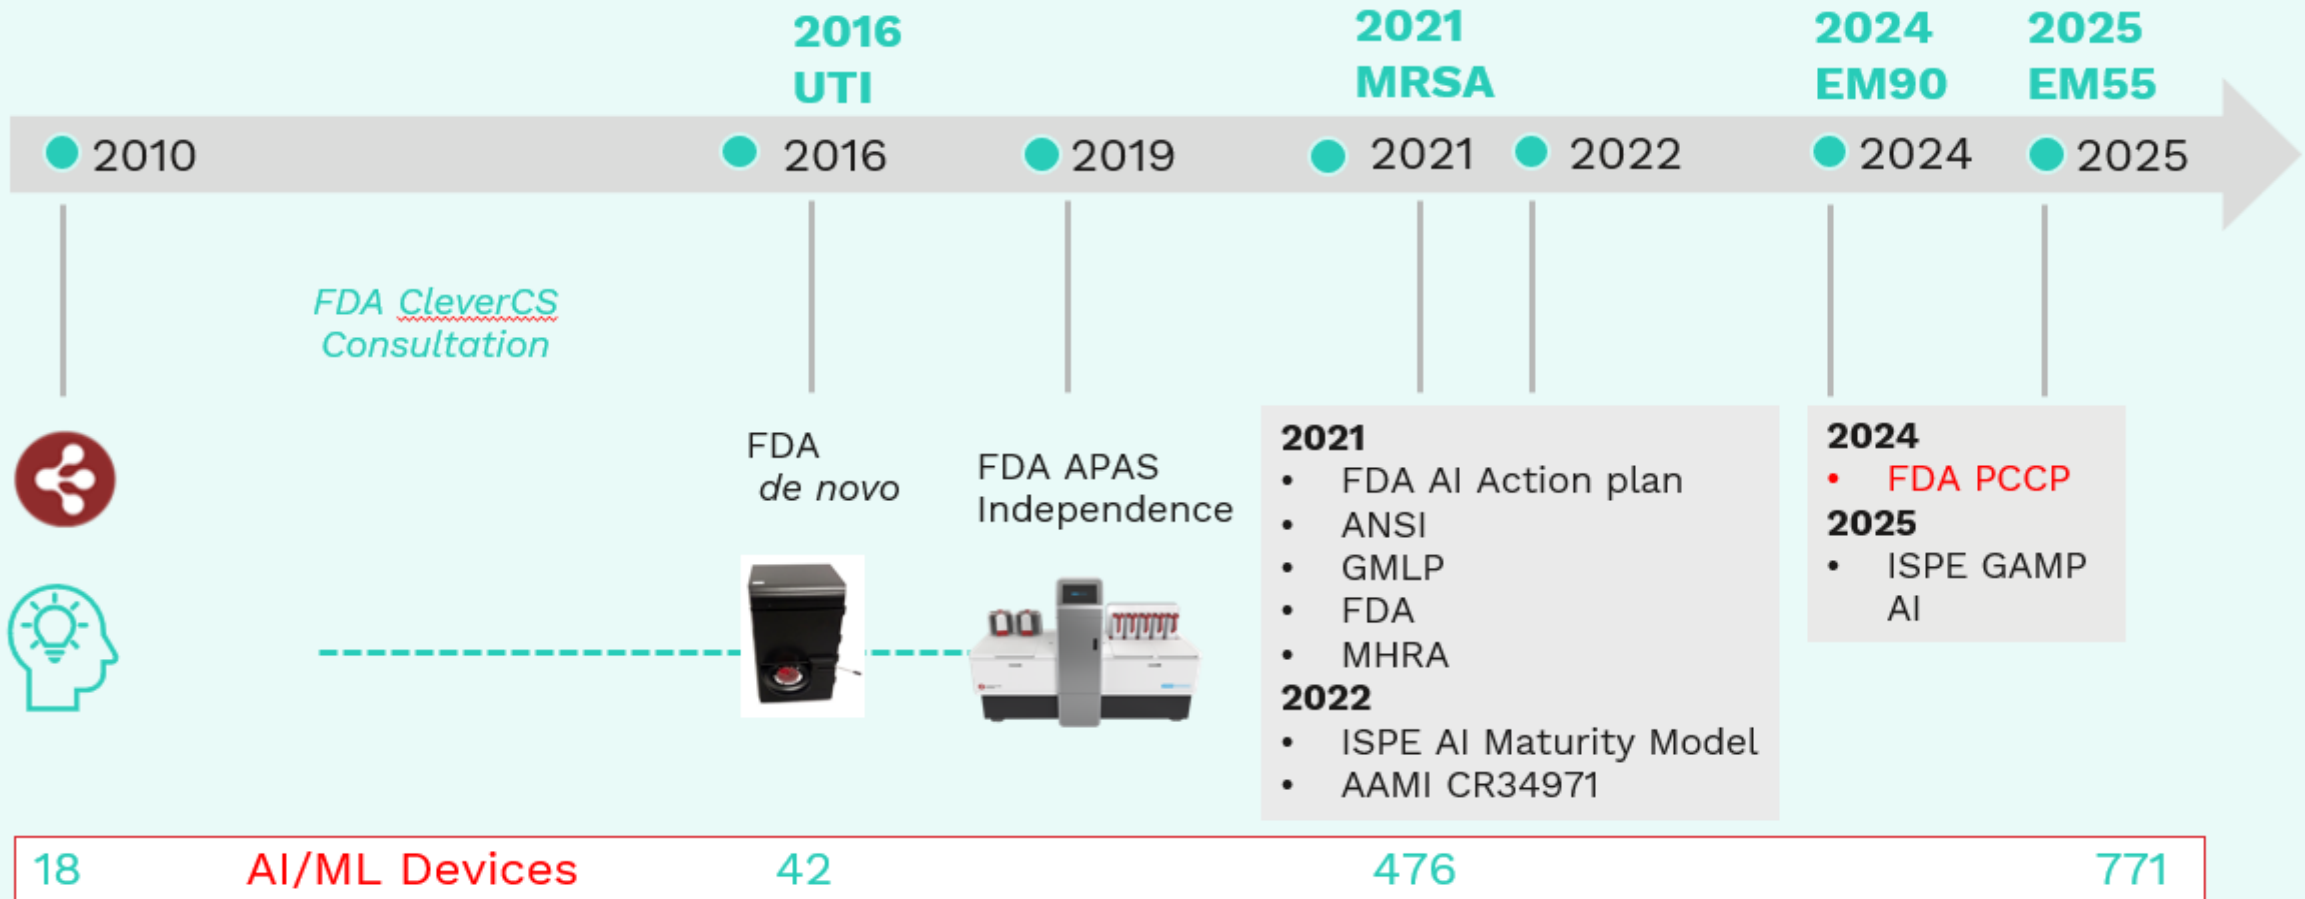 2016
UTI
2021
MRSA
2024
EM90
2025
EM55
2010
2016
2019
2021
2022
2024
2025
FDA CleverCS
Consultation
FDA
de novo
FDA APAS
Independence
2021
• FDA AI Action plan
• ANSI
• GMLP
• FDA
• MHRA
2022
• ISPE AI Maturity Model
• AAMI CR34971
2024
• FDA PCCP
2025
• ISPE GAMP
AI
18 AI/ML Devices 42 476 771